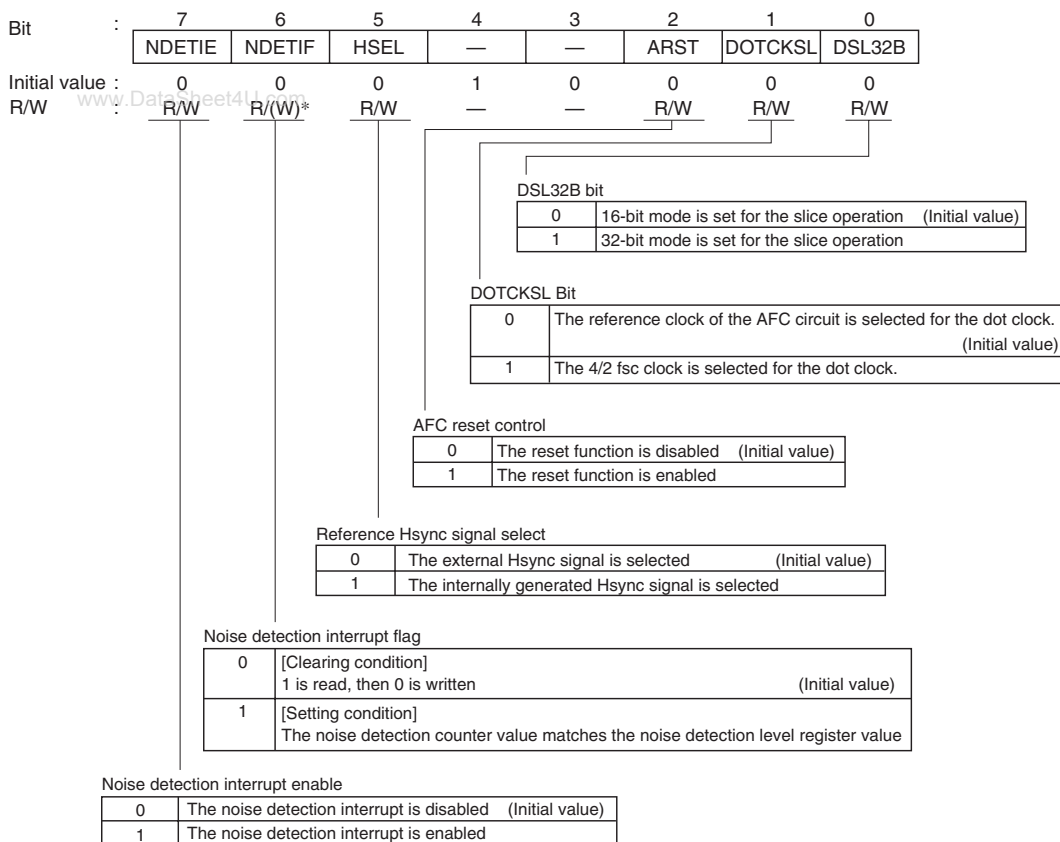 Bit : 7 6 5 4 3 2 1 0
NDETIE NDETIF HSEL — — ARST DOTCKSL DSL32B
Initial value : 0 0 0 1 0 0 0 0
www.DataSheet4U.com
R/W : R/W R/(W)* R/W — — R/W R/W R/W
DSL32B bit
0 16-bit mode is set for the slice operation (Initial value)
1 32-bit mode is set for the slice operation
DOTCKSL Bit
0 The reference clock of the AFC circuit is selected for the dot clock.
(Initial value)
1 The 4/2 fsc clock is selected for the dot clock.
AFC reset control
0 The reset function is disabled (Initial value)
1 The reset function is enabled
Reference Hsync signal select
0 The external Hsync signal is selected (Initial value)
1 The internally generated Hsync signal is selected
Noise detection interrupt flag
0 [Clearing condition]
1 is read, then 0 is written (Initial value)
1 [Setting condition]
The noise detection counter value matches the noise detection level register value
Noise detection interrupt enable
0 The noise detection interrupt is disabled (Initial value)
1 The noise detection interrupt is enabled